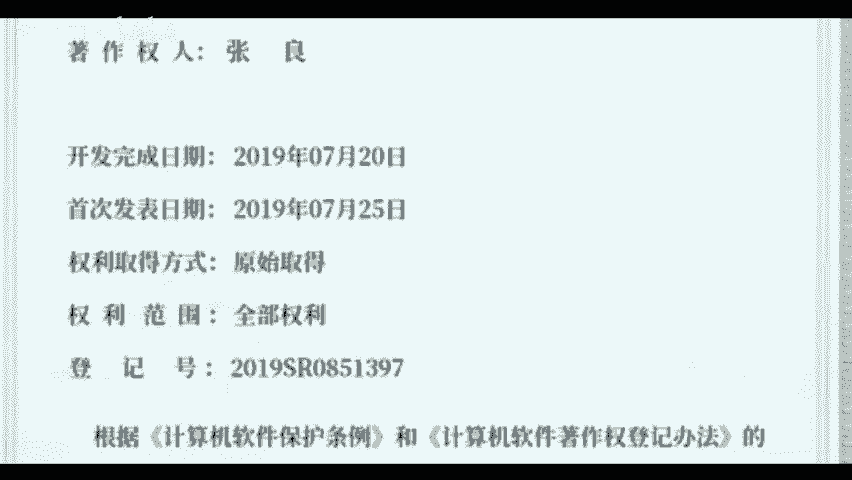 著作权人： 张 良
开发完成日期： 2019年07月20日
首次发表日期： 2019年07月25日
权利取得方式： 原始取得
权利范围： 全部权利
登记号： 2019SR0851397
根据《计算机软件保护条例》和《计算机软件著作权登记办法》的